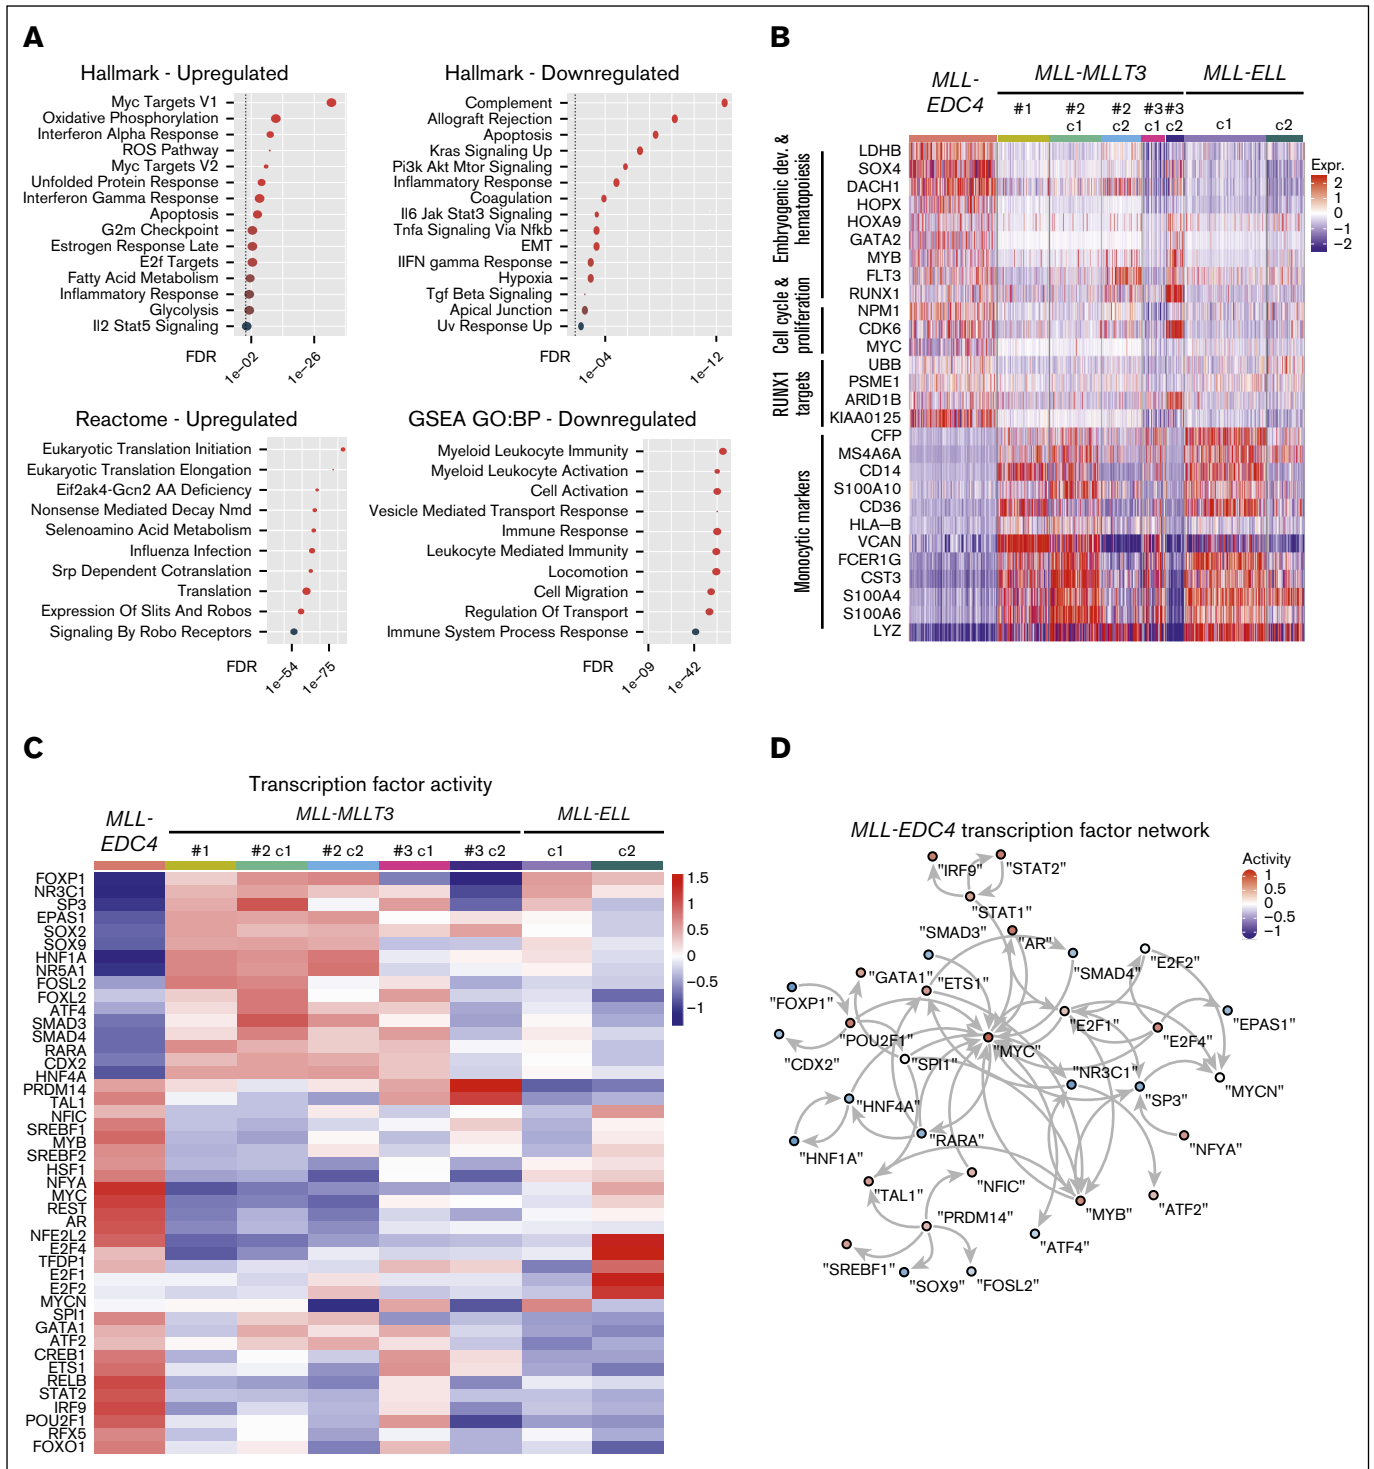 A
Hallmark - Upregulated
Myc Targets V1
Oxidative Phosphorylation
Interferon Alpha Response
ROS Pathway
Myc Targets V2
Unfolded Protein Response
Interferon Gamma Response
Apoptosis
G2m Checkpoint
Estrogen Response Late
E2f Targets
Fatty Acid Metabolism
Inflammatory Response
Glycolysis
Il2 Stat5 Signaling
FDR
1e−02
1e−26
Hallmark - Downregulated
Complement
Allograft Rejection
Apoptosis
Kras Signaling Up
Pi3k Akt Mtor Signaling
Inflammatory Response
Coagulation
Il6 Jak Stat3 Signaling
Tnfa Signaling Via Nfkb
EMT
IIFN gamma Response
Hypoxia
Tgf Beta Signaling
Apical Junction
Uv Response Up
FDR
1e−04
1e−12
Reactome - Upregulated
Eukaryotic Translation Initiation
Eukaryotic Translation Elongation
Eif2ak4-Gcn2 AA Deficiency
Nonsense Mediated Decay Nmd
Selenoamino Acid Metabolism
Influenza Infection
Srp Dependent Cotranslation
Translation
Expression Of Slits And Robos
Signaling By Robo Receptors
FDR
1e−54
1e−75
GSEA GO:BP - Downregulated
Myeloid Leukocyte Immunity
Myeloid Leukocyte Activation
Cell Activation
Vesicle Mediated Transport Response
Immune Response
Leukocyte Mediated Immunity
Locomotion
Cell Migration
Regulation Of Transport
Immune System Process Response
FDR
1e−09
1e−42
B
MLL-
EDC4
MLL-MLLT3
MLL-ELL
#1
#2
c1
#2
c2
#3
c1
#3
c2
c1
c2
Embryogenic dev. &
hematopoiesis
Cell cycle &
proliferation
RUNX1
targets
Monocytic markers
LDHB
SOX4
DACH1
HOPX
HOXA9
GATA2
MYB
FLT3
RUNX1
NPM1
CDK6
MYC
UBB
PSME1
ARID1B
KIAA0125
CFP
MS4A6A
CD14
S100A10
CD36
HLA−B
VCAN
FCER1G
CST3
S100A4
S100A6
LYZ
Expr.
2
1
0
−1
−2
C
Transcription factor activity
MLL-
EDC4
MLL-MLLT3
MLL-ELL
#1
#2 c1
#2 c2
#3 c1
#3 c2
c1
c2
FOXP1
NR3C1
SP3
EPAS1
SOX2
SOX9
HNF1A
NR5A1
FOSL2
FOXL2
ATF4
SMAD3
SMAD4
RARA
CDX2
HNF4A
PRDM14
TAL1
NFIC
SREBF1
MYB
SREBF2
HSF1
NFYA
MYC
REST
AR
NFE2L2
E2F4
TFDP1
E2F1
E2F2
MYCN
SPI1
GATA1
ATF2
CREB1
ETS1
RELB
STAT2
IRF9
POU2F1
RFX5
FOXO1
1.5
1
0.5
0
−0.5
−1
D
MLL-EDC4 transcription factor network
Activity
1
0.5
0
−0.5
−1
"IRF9"
"STAT2"
"STAT1"
"SMAD3"
"AR"
"SMAD4"
"E2F2"
"GATA1"
"ETS1"
"FOXP1"
"EPAS1"
"E2F1"
"E2F4"
"POU2F1"
"CDX2"
"MYC"
"SPI1"
"NR3C1"
"MYCN"
"SP3"
"HNF4A"
"RARA"
"NFYA"
"HNF1A"
"NFIC"
"TAL1"
"ATF2"
"MYB"
"PRDM14"
"ATF4"
"SREBF1"
"SOX9"
"FOSL2"